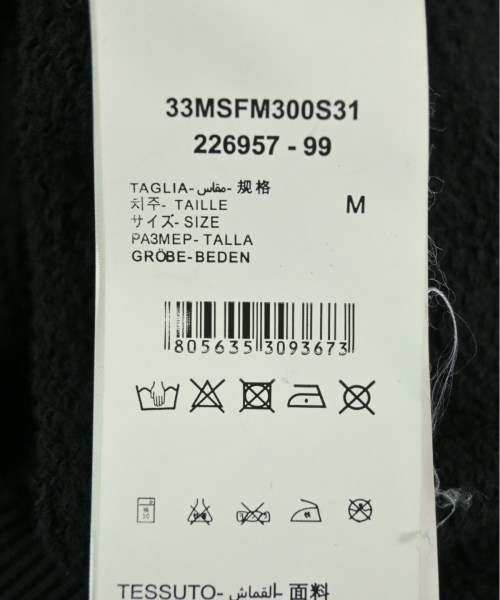 33MSFM300S31
226957 - 99
TAGLIA- مقاس - 规格
치주- TAILLE
サイズ- SIZE
РАЗМЕР- TALLA
GRÖBE-BEDEN
M
805635 3093673
TESSUTO- القماش - 面料